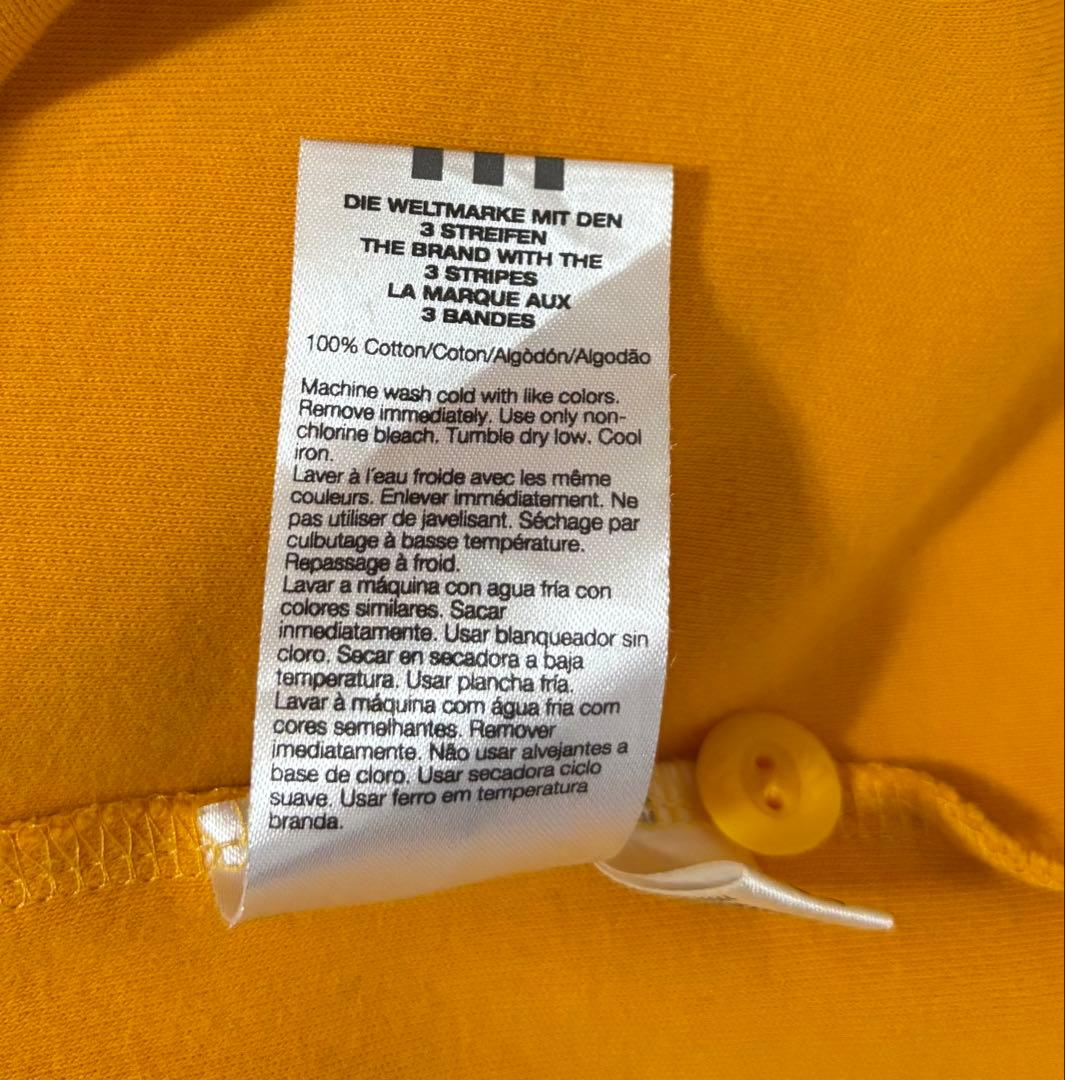 DIE WELTMARKE MIT DEN
3 STREIFEN
THE BRAND WITH THE
3 STRIPES
LA MARQUE AUX
3 BANDES
100% Cotton/Coton/Algòdón/Algodão
Machine wash cold with like colors.
Remove immediately. Use only non-
chlorine bleach. Tumble dry low. Cool
iron.
Laver à l'eau froide avec les même
couleurs. Enlever immédiatement. Ne
pas utiliser de javelisant. Séchage par
culbutage à basse température.
Repassage à froid.
Lavar a máquina con agua fría con
colores similares. Sacar
inmediatamente. Usar blanqueador sin
cloro. Secar en secadora a baja
temperatura. Usar plancha fría.
Lavar à máquina com água fria com
cores semelhantes. Remover
imediatamente. Não usar alvejantes a
base de cloro. Usar secadora ciclo
suave. Usar ferro em temperatura
branda.